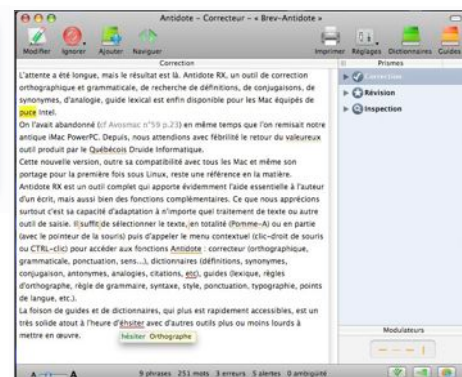 Antidote - Correcteur - « Brev-Antidote »
Modifier Ignorer Ajouter Naviguer Imprimer Réglages Dictionnaires Guides
Correction Prismes
L'attente a été longue, mais le résultat est là. Antidote RX, un outil de correction
orthographique et grammaticale, de recherche de définitions, de conjugaisons, de
synonymes, d'analogie, guide lexical est enfin disponible pour les Mac équipés de
puce Intel.
On l'avait abandonné (cf Avosmac n°59 p.23) en même temps que l'on remisait notre
antique iMac PowerPC. Depuis, nous attendions avec fébrilité le retour du valeureux
outil produit par le Québécois Druide Informatique.
Cette nouvelle version, outre sa compatibilité avec tous les Mac et même son
portage pour la première fois sous Linux, reste une référence en la matière.
Antidote RX est un outil complet qui apporte évidemment l'aide essentielle à l'auteur
d'un écrit, mais aussi bien des fonctions complémentaires. Ce que nous apprécions
surtout c'est sa capacité d'adaptation à n'importe quel traitement de texte ou autre
outil de saisie. Il suffit de sélectionner le texte, en totalité (Pomme-A) ou en partie
(avec le pointeur de la souris) puis d'appeler le menu contextuel (clic-droit de souris
ou CTRL-clic) pour accéder aux fonctions Antidote : correcteur (orthographique,
grammaticale, ponctuation, sens...), dictionnaires (définitions, synonymes,
conjugaison, antonymes, analogies, citations, etc), guides (lexique, règles
d'orthographe, règle de grammaire, syntaxe, style, ponctuation, typographie, points
de langue, etc.).
La foison de guides et de dictionnaires, qui plus est rapidement accessibles, est un
très solide atout à l'heure d'éhsiter avec d'autres outils plus ou moins lourds à
mettre en œuvre.
hésiter Orthographe
Correction
Révision
Inspection
Modulateurs
A A 9 phrases 251 mots 3 erreurs 5 alertes 0 ambiguïté